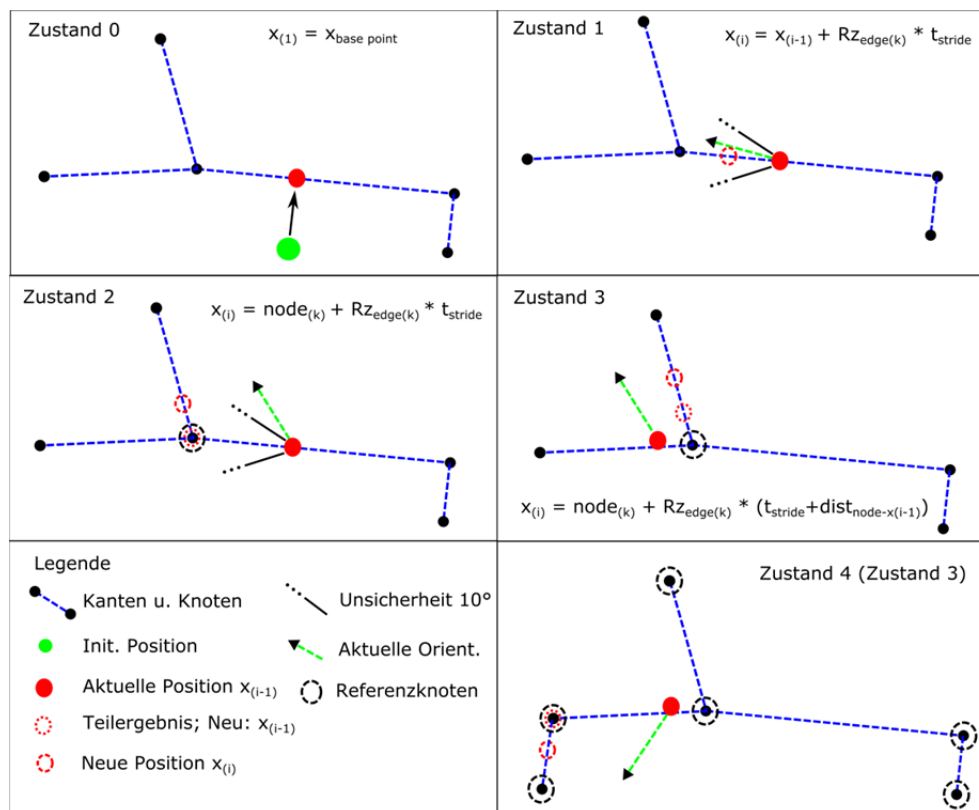 Zustand 0
x(1) = xbase point
Zustand 1
x(i) = x(i-1) + Rzedge(k) * tstride
Zustand 2
x(i) = node(k) + Rzedge(k) * tstride
Zustand 3
x(i) = node(k) + Rzedge(k) * (tstride+distnode-x(i-1))
Legende
Kanten u. Knoten
Init. Position
Aktuelle Position x(i-1)
Teilergebnis; Neu: x(i-1)
Neue Position x(i)
Unsicherheit 10°
Aktuelle Orient.
Referenzknoten
Zustand 4 (Zustand 3)